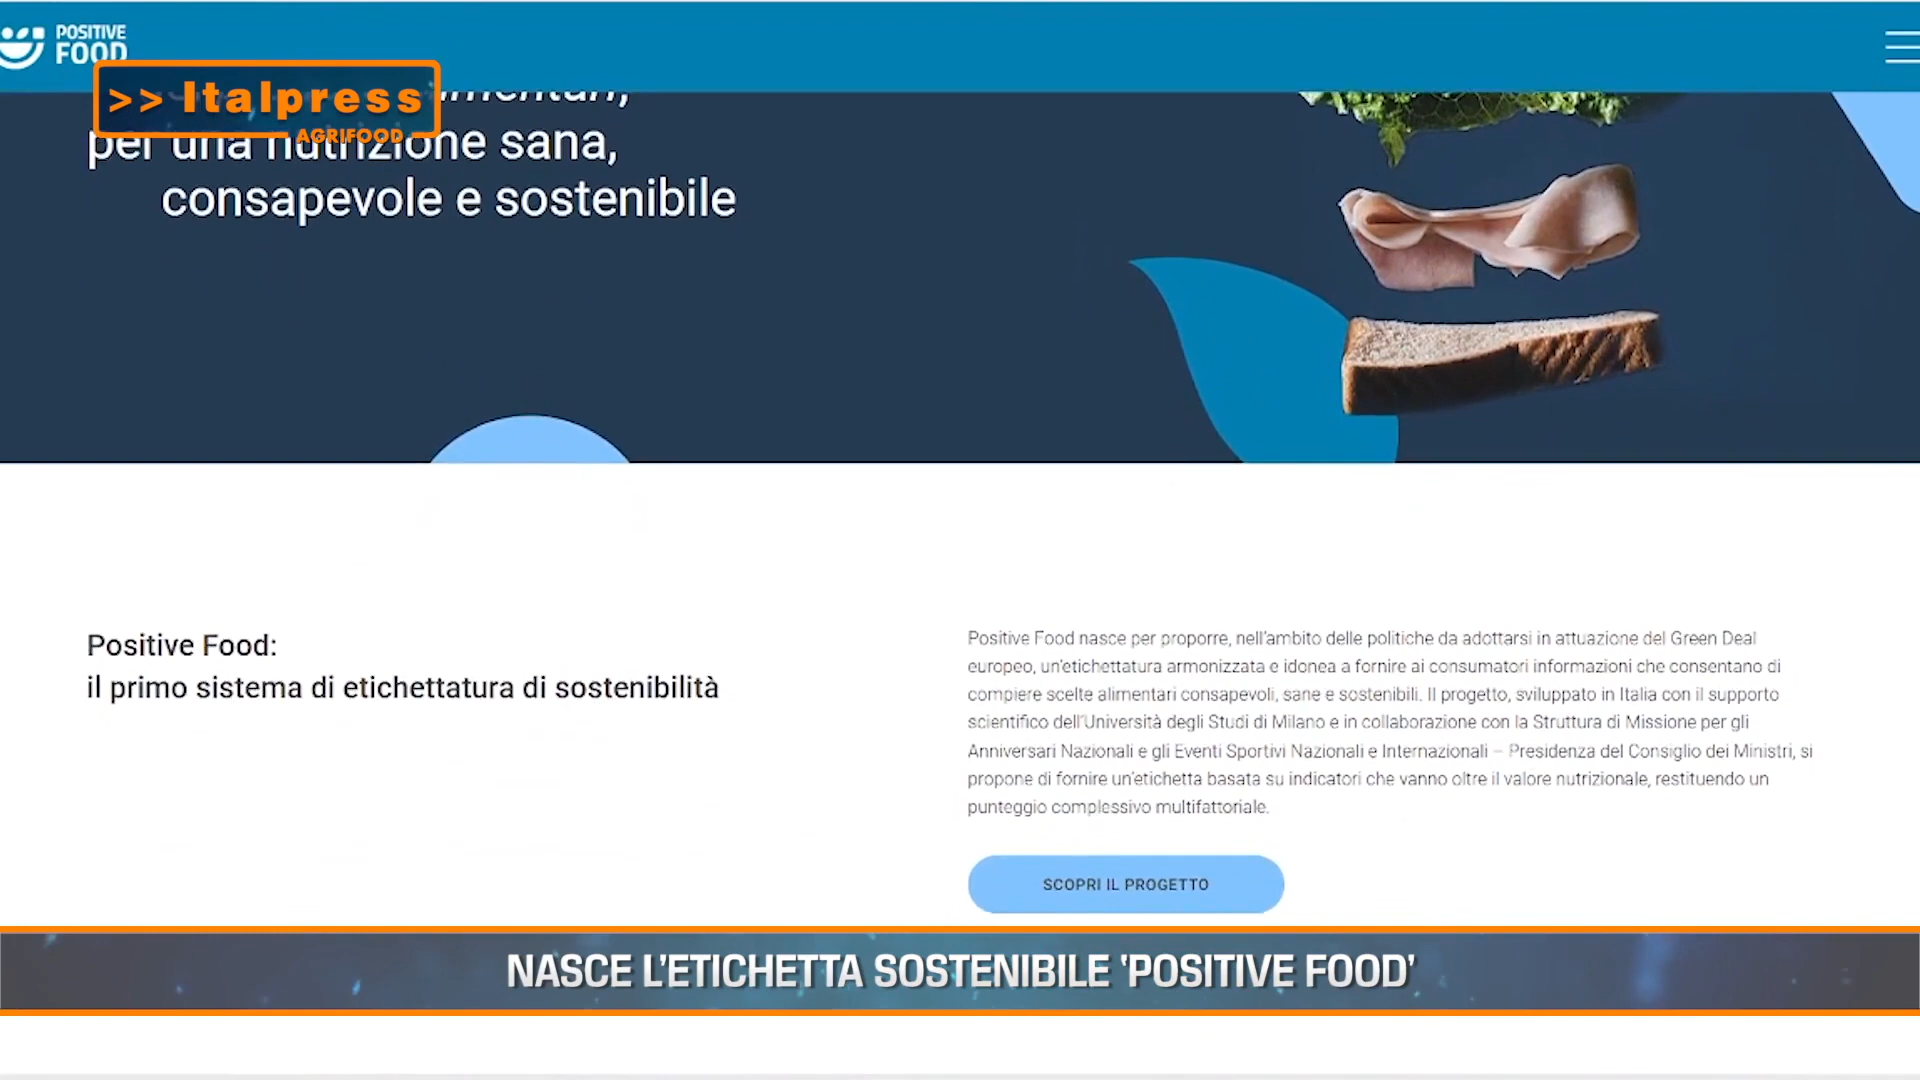 POSITIVE
FOOD
>> Italpress
AGRIFOOD
per una nutrizione sana,
consapevole e sostenibile
Positive Food:
il primo sistema di etichettatura di sostenibilità
Positive Food nasce per proporre, nell'ambito delle politiche da adottarsi in attuazione del Green Deal
europeo, un'etichettatura armonizzata e idonea a fornire ai consumatori informazioni che consentano di
compiere scelte alimentari consapevoli, sane e sostenibili. Il progetto, sviluppato in Italia con il supporto
scientifico dell'Università degli Studi di Milano e in collaborazione con la Struttura di Missione per gli
Anniversari Nazionali e gli Eventi Sportivi Nazionali e Internazionali – Presidenza del Consiglio dei Ministri, si
propone di fornire un'etichetta basata su indicatori che vanno oltre il valore nutrizionale, restituendo un
punteggio complessivo multifattoriale.
SCOPRI IL PROGETTO
NASCE L'ETICHETTA SOSTENIBILE 'POSITIVE FOOD'